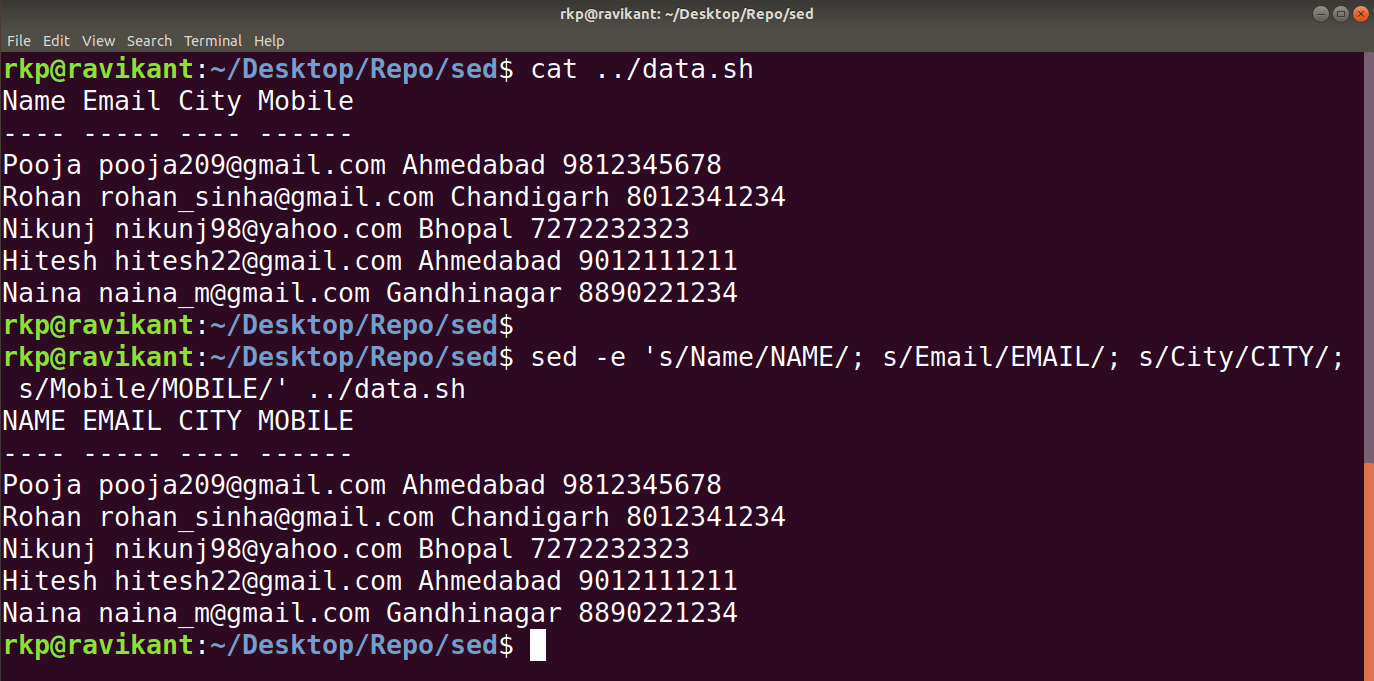 rkp@ravikant: ~/Desktop/Repo/sed
File Edit View Search Terminal Help
rkp@ravikant:~/Desktop/Repo/sed$ cat ../data.sh
Name Email City Mobile
---- ----- ---- ------
Pooja pooja209@gmail.com Ahmedabad 9812345678
Rohan rohan_sinha@gmail.com Chandigarh 8012341234
Nikunj nikunj98@yahoo.com Bhopal 7272232323
Hitesh hitesh22@gmail.com Ahmedabad 9012111211
Naina naina_m@gmail.com Gandhinagar 8890221234
rkp@ravikant:~/Desktop/Repo/sed$
rkp@ravikant:~/Desktop/Repo/sed$ sed -e 's/Name/NAME/; s/Email/EMAIL/; s/City/CITY/;
 s/Mobile/MOBILE/' ../data.sh
NAME EMAIL CITY MOBILE
---- ----- ---- ------
Pooja pooja209@gmail.com Ahmedabad 9812345678
Rohan rohan_sinha@gmail.com Chandigarh 8012341234
Nikunj nikunj98@yahoo.com Bhopal 7272232323
Hitesh hitesh22@gmail.com Ahmedabad 9012111211
Naina naina_m@gmail.com Gandhinagar 8890221234
rkp@ravikant:~/Desktop/Repo/sed$